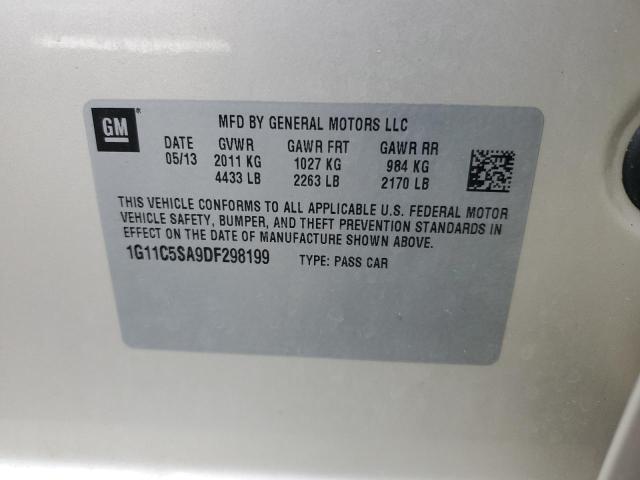 GM
MFD BY GENERAL MOTORS LLC
DATE GVWR GAWR FRT GAWR RR
05/13 2011 KG 1027 KG 984 KG
4433 LB 2263 LB 2170 LB
THIS VEHICLE CONFORMS TO ALL APPLICABLE U.S. FEDERAL MOTOR
VEHICLE SAFETY, BUMPER, AND THEFT PREVENTION STANDARDS IN
EFFECT ON THE DATE OF MANUFACTURE SHOWN ABOVE.
1G11C5SA9DF298199 TYPE: PASS CAR